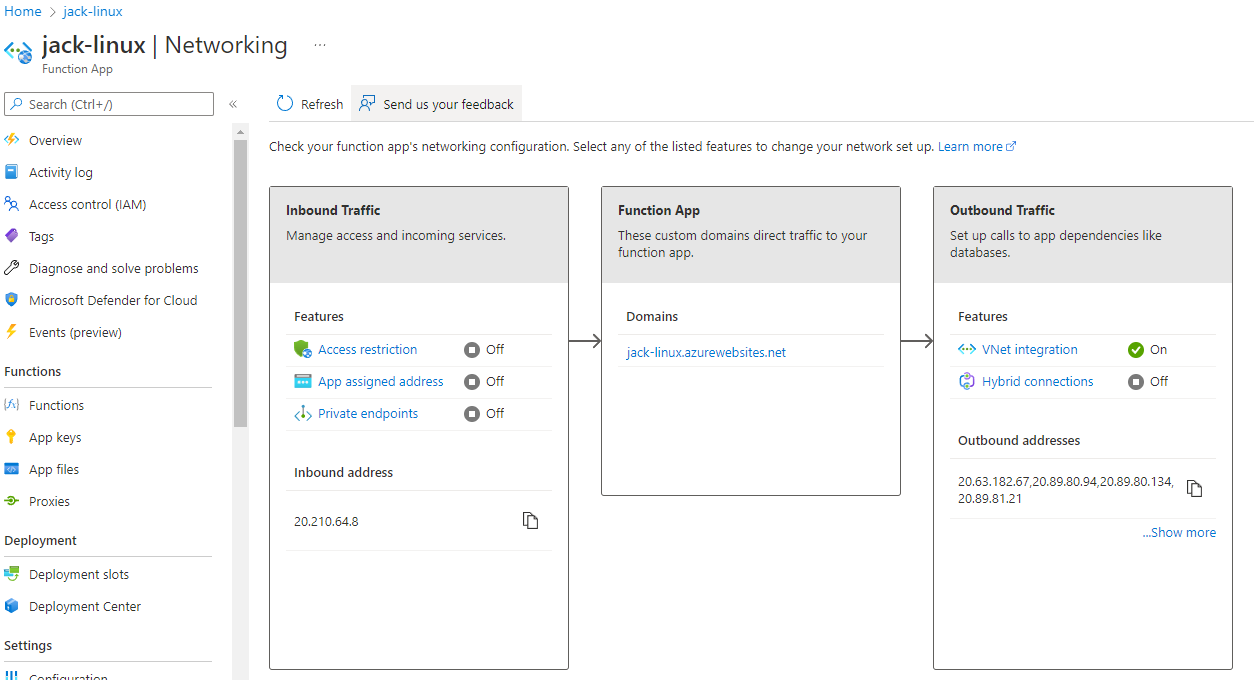 Home > jack-linux
jack-linux | Networking ...
Function App
Search (Ctrl+/)
«
Overview
Activity log
Access control (IAM)
Tags
Diagnose and solve problems
Microsoft Defender for Cloud
Events (preview)
Functions
Functions
App keys
App files
Proxies
Deployment
Deployment slots
Deployment Center
Settings
Configuration
Refresh
Send us your feedback
Check your function app's networking configuration. Select any of the listed features to change your network set up. Learn more
Inbound Traffic
Manage access and incoming services.
Features
Access restriction Off
App assigned address Off
Private endpoints Off
Inbound address
20.210.64.8
Function App
These custom domains direct traffic to your
function app.
Domains
jack-linux.azurewebsites.net
Outbound Traffic
Set up calls to app dependencies like
databases.
Features
VNet integration On
Hybrid connections Off
Outbound addresses
20.63.182.67,20.89.80.94,20.89.80.134,
20.89.81.21
...Show more